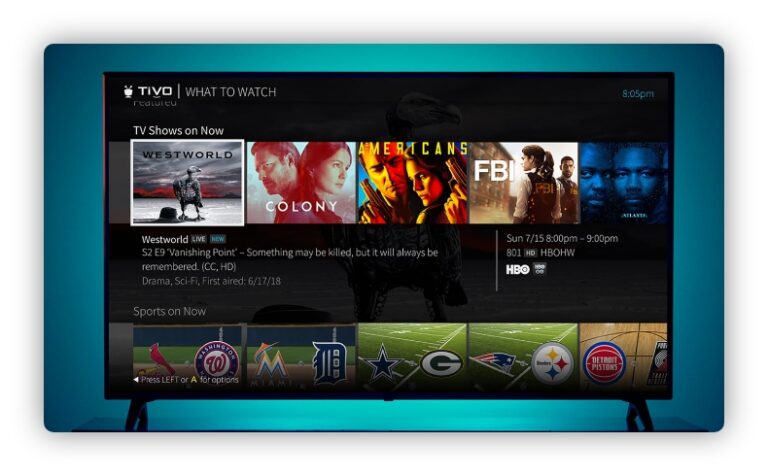 TIVO | WHAT TO WATCH
8:05pm
Featured
TV Shows on Now
WESTWORLD
COLONY
AMERICANS
FBI
FBI
ATLANTA
Westworld LIVE NEW
S2 E9 'Vanishing Point' – Something may be killed, but it will always be
remembered. (CC, HD)
Drama, Sci-Fi, First aired: 6/17/18
Sun 7/15 8:00pm – 9:00pm
801 HD HBOHW
HBO
Sports on Now
WASHINGTON
MIAMI
G
Steelers
DETROIT
PISTONS
PORTLAND
◀ Press LEFT or A for options